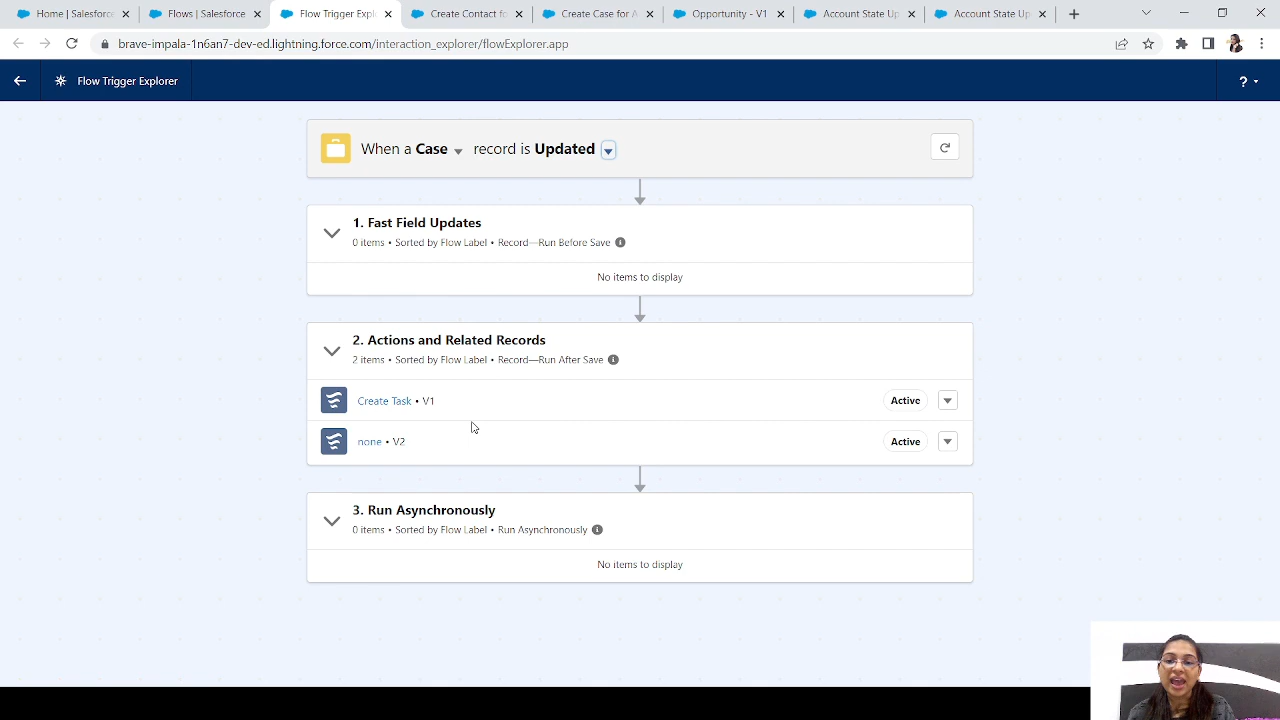 Home | Salesforce
Flows | Salesforce
Flow Trigger Explo
Create Contact fo
Create Case for A
Opportunity - V1
Account State Up
Account State Up
brave-impala-1n6an7-dev-ed.lightning.force.com/interaction_explorer/flowExplorer.app
Flow Trigger Explorer
?
When a Case record is Updated
1. Fast Field Updates
0 items • Sorted by Flow Label • Record—Run Before Save
No items to display
2. Actions and Related Records
2 items • Sorted by Flow Label • Record—Run After Save
Create Task • V1 Active
none • V2 Active
3. Run Asynchronously
0 items • Sorted by Flow Label • Run Asynchronously
No items to display